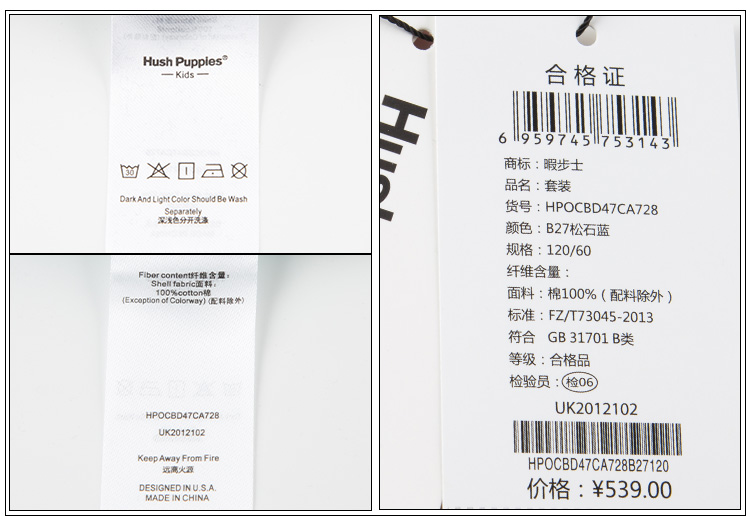 Hush Puppies®
Kids
30
Dark And Light Color Should Be Wash
Separately
深浅色分开洗涤
Fiber content纤维含量:
Shell fabric面料:
100%cotton棉
(Exception of Colorway) (配料除外)
HPOCBD47CA728
UK2012102
Keep Away From Fire
远离火源
DESIGNED IN U.S.A.
MADE IN CHINA
Hus
合格证
6 959745 753143
商标：暇步士
品名：套装
货号：HPOCBD47CA728
颜色：B27松石蓝
规格：120/60
纤维含量：
面料：棉100%（配料除外）
标准：FZ/T73045-2013
符合 GB 31701 B类
等级：合格品
检验员：检06
UK2012102
HPOCBD47CA728B27120
价格：¥539.00